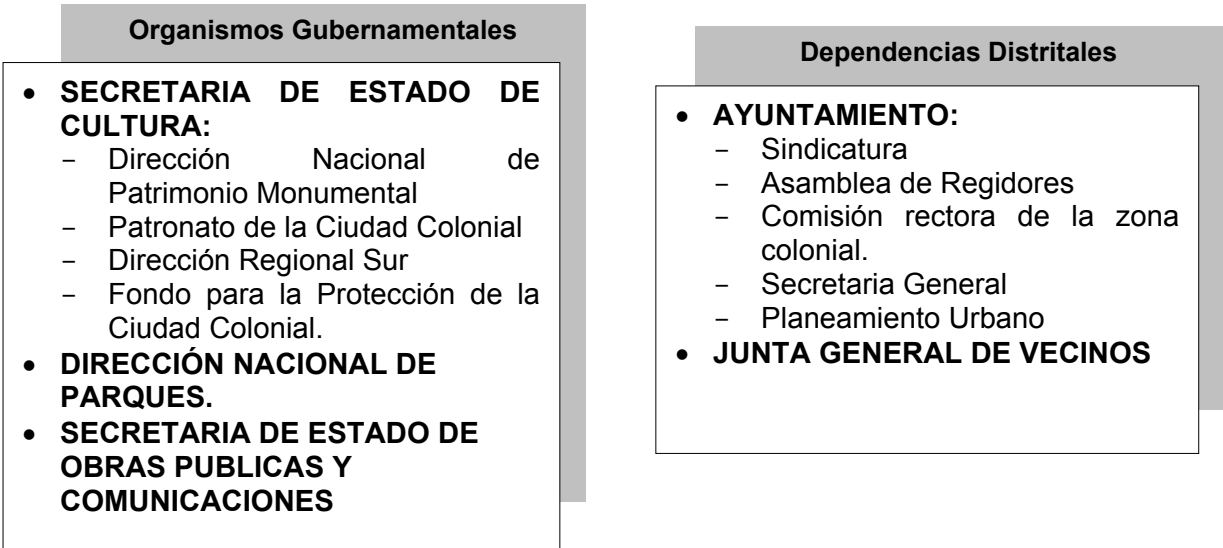 Organismos Gubernamentales
• SECRETARIA DE ESTADO DE
CULTURA:
- Dirección Nacional de
Patrimonio Monumental
- Patronato de la Ciudad Colonial
- Dirección Regional Sur
- Fondo para la Protección de la
Ciudad Colonial.
• DIRECCIÓN NACIONAL DE
PARQUES.
• SECRETARIA DE ESTADO DE
OBRAS PUBLICAS Y
COMUNICACIONES
Dependencias Distritales
• AYUNTAMIENTO:
- Sindicatura
- Asamblea de Regidores
- Comisión rectora de la zona
colonial.
- Secretaria General
- Planeamiento Urbano
• JUNTA GENERAL DE VECINOS